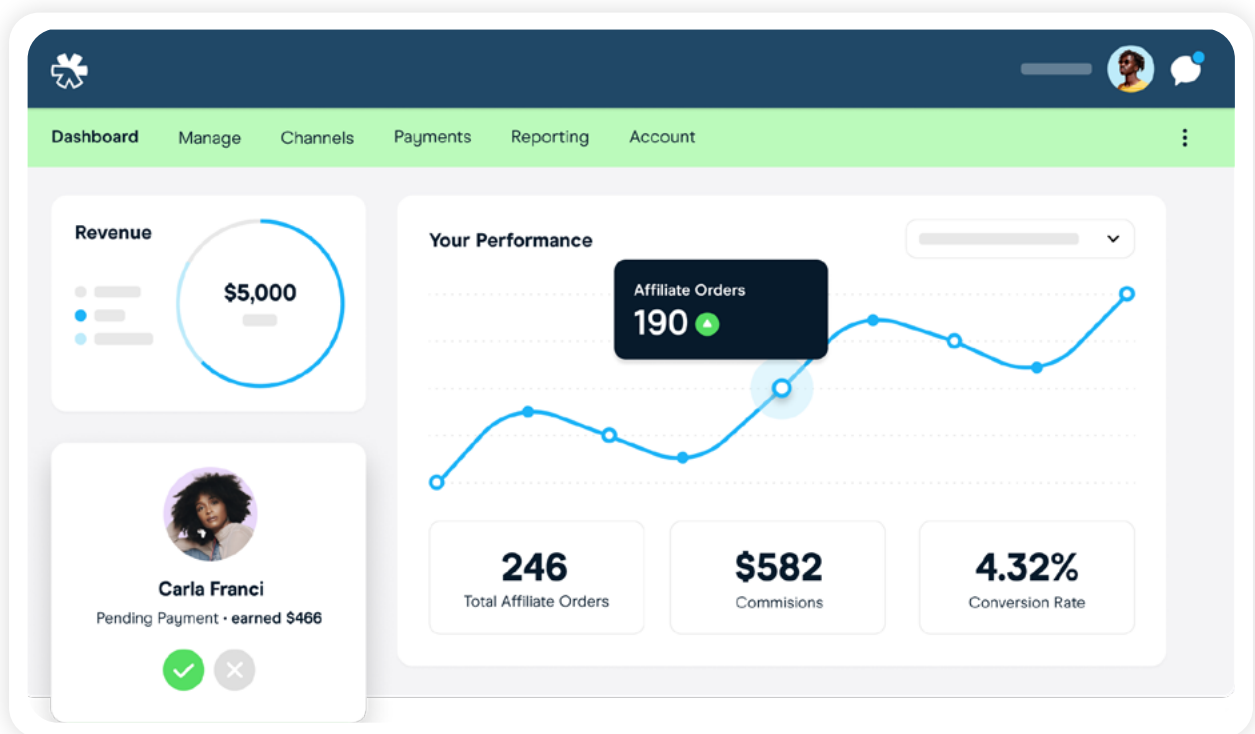 Dashboard Manage Channels Payments Reporting Account
Revenue
$5,000
Your Performance
Affiliate Orders
190
246
Total Affiliate Orders
$582
Commisions
4.32%
Conversion Rate
Carla Franci
Pending Payment • earned $466